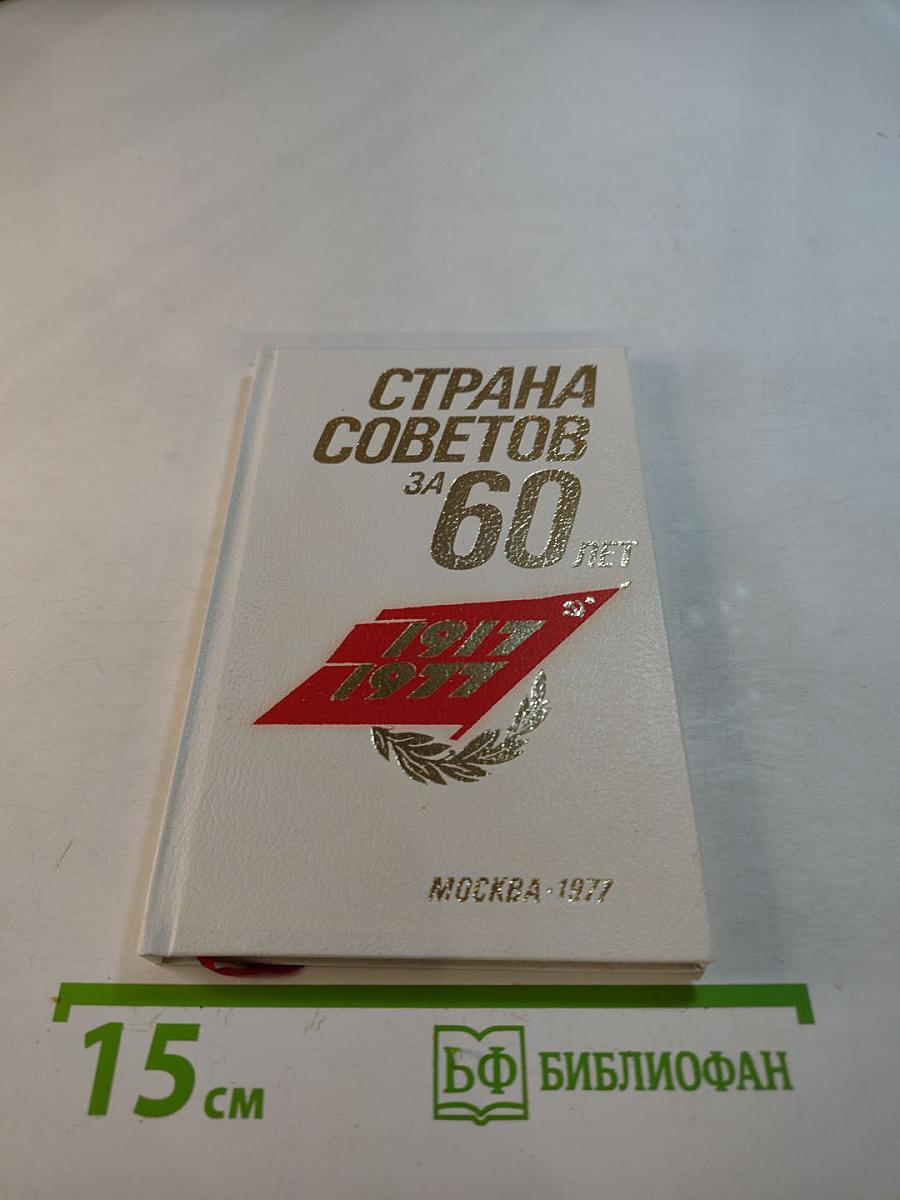 СТРАНА
СОВЕТОВ
ЗА 60 ЛЕТ
1917
1977
МОСКВА · 1977
15 см
БФ БИБЛИОФАН